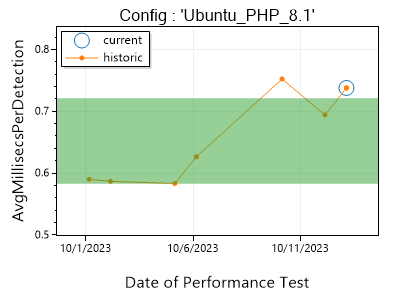 Config : 'Ubuntu_PHP_8.1'
current
historic
AvgMillisecsPerDetection
0.8
0.7
0.6
0.5
10/1/2023
10/6/2023
10/11/2023
Date of Performance Test